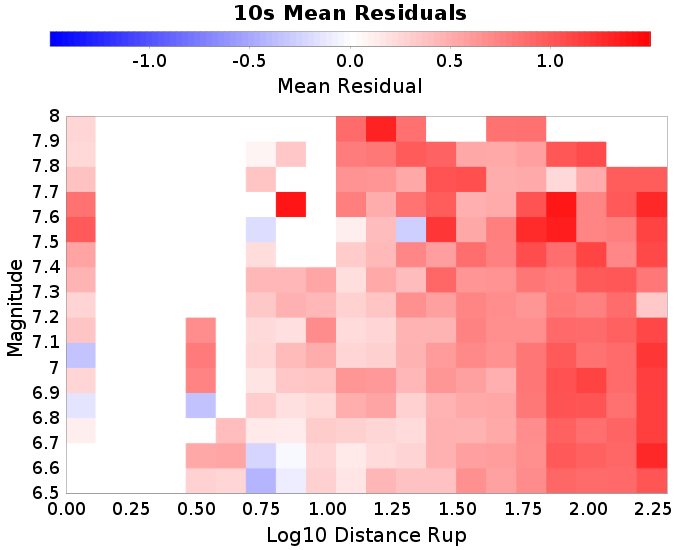 10s Mean Residuals
-1.0 -0.5 0.0 0.5 1.0
Mean Residual
8
7.9
7.8
7.7
7.6
7.5
7.4
7.3
7.2
7.1
7
6.9
6.8
6.7
6.6
6.5
Magnitude
0.00 0.25 0.50 0.75 1.00 1.25 1.50 1.75 2.00 2.25
Log10 Distance Rup